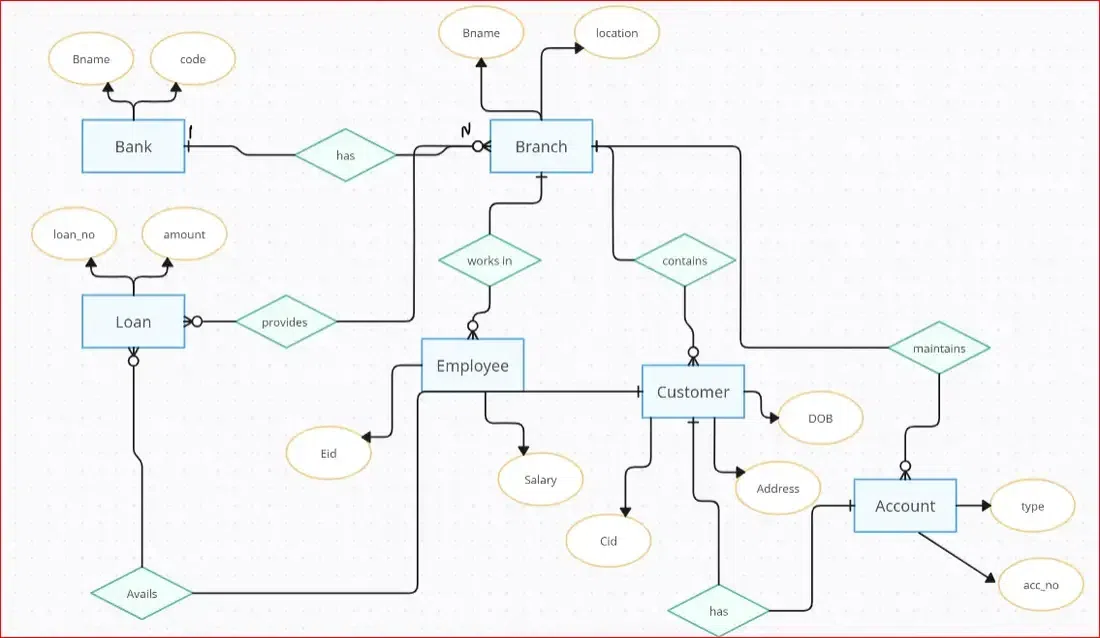 Bname
location
Bname
code
1
N
Bank
has
Branch
loan_no
amount
works in
contains
Loan
provides
maintains
Employee
Customer
DOB
Eid
Salary
Address
Account
type
Cid
acc_no
Avails
has